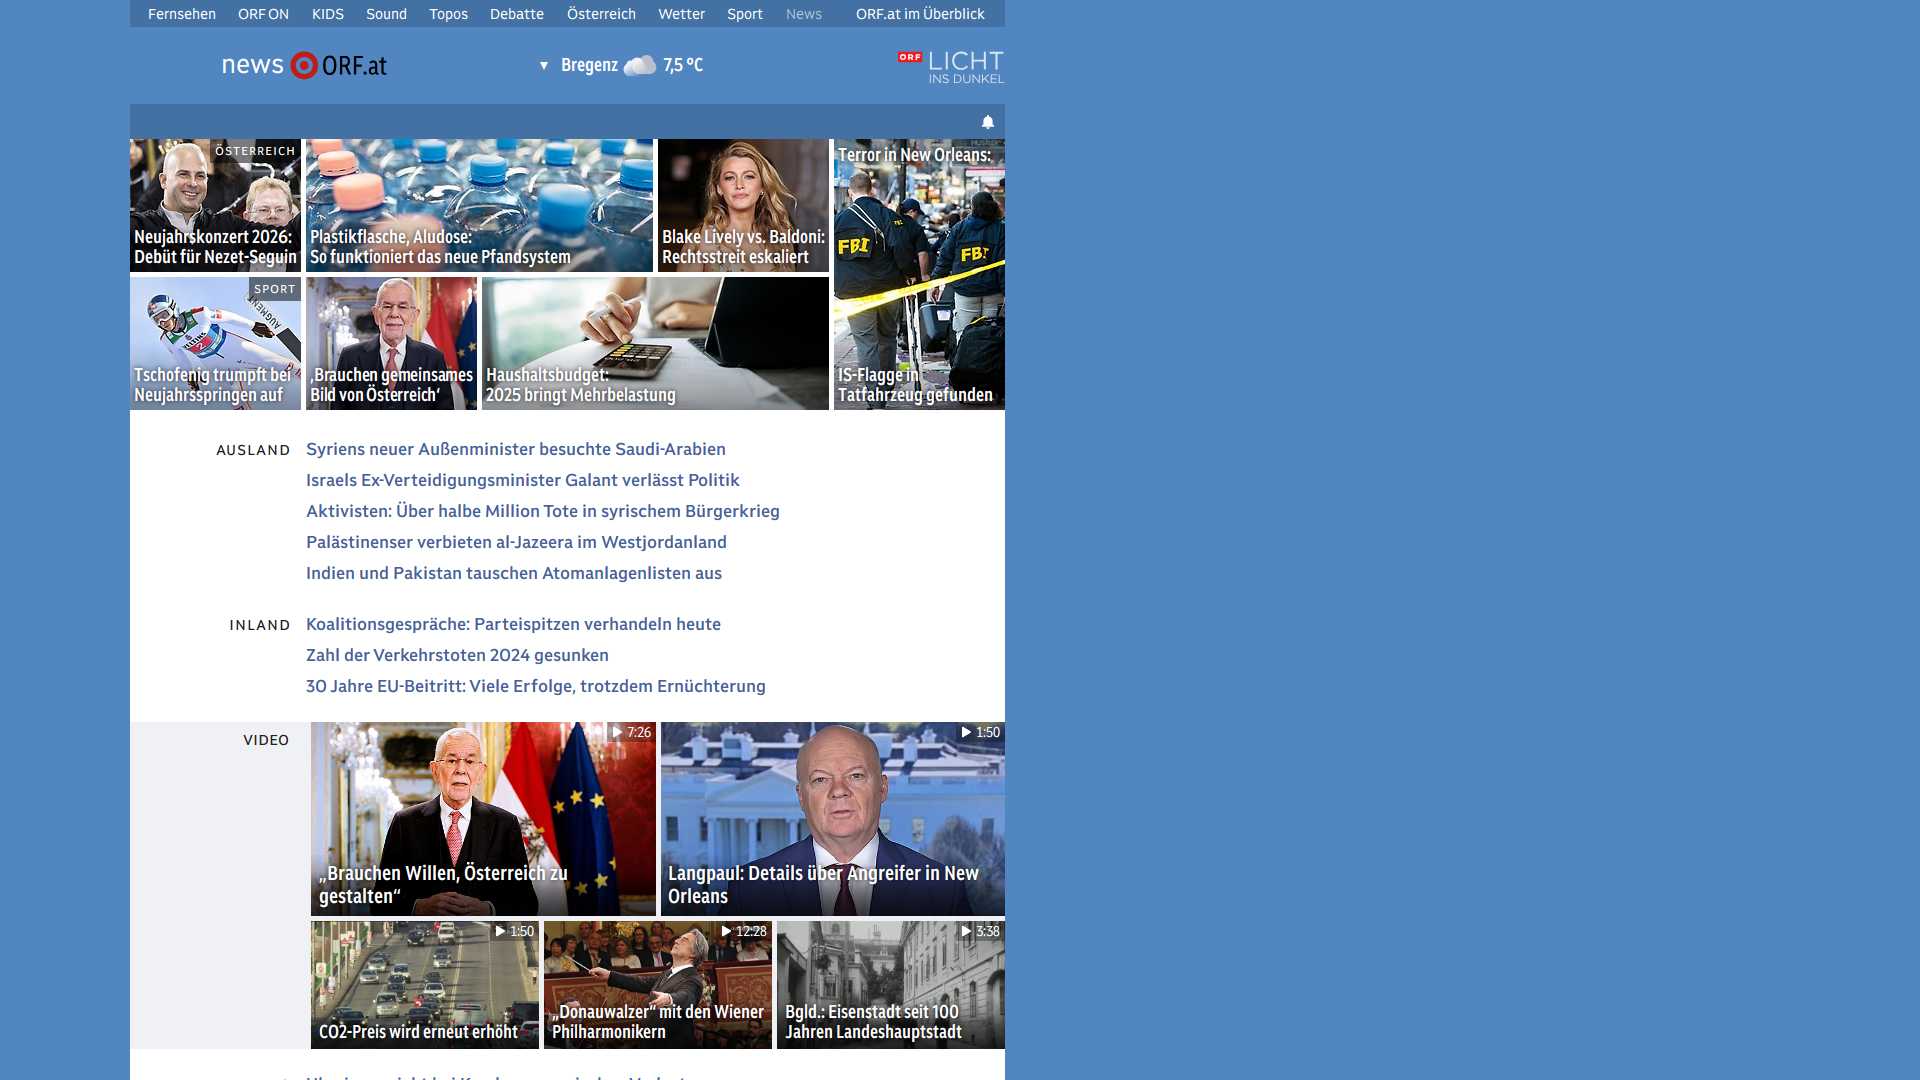 Fernsehen ORF ON KIDS Sound Topos Debatte Österreich Wetter Sport News ORF.at im Überblick
news ORF.at
Bregenz 7,5 °C
ORF LICHT
INS DUNKEL
ÖSTERREICH
Neujahrskonzert 2026:
Debüt für Nezet-Seguin
Plastikflasche, Aludose:
So funktioniert das neue Pfandsystem
Blake Lively vs. Baldoni:
Rechtsstreit eskaliert
Terror in New Orleans:
FBI
FBI
IS-Flagge in
Tatfahrzeug gefunden
SPORT
Tschofenig trumpft bei
Neujahrsspringen auf
‚Brauchen gemeinsames
Bild von Österreich‘
Haushaltsbudget:
2025 bringt Mehrbelastung
AUSLAND
Syriens neuer Außenminister besuchte Saudi-Arabien
Israels Ex-Verteidigungsminister Galant verlässt Politik
Aktivisten: Über halbe Million Tote in syrischem Bürgerkrieg
Palästinenser verbieten al-Jazeera im Westjordanland
Indien und Pakistan tauschen Atomanlagenlisten aus
INLAND
Koalitionsgespräche: Parteispitzen verhandeln heute
Zahl der Verkehrstoten 2024 gesunken
30 Jahre EU-Beitritt: Viele Erfolge, trotzdem Ernüchterung
VIDEO
7:26
„Brauchen Willen, Österreich zu
gestalten“
1:50
Langpaul: Details über Angreifer in New
Orleans
1:50
CO2-Preis wird erneut erhöht
12:28
„Donauwalzer“ mit den Wiener
Philharmonikern
3:38
Bgld.: Eisenstadt seit 100
Jahren Landeshauptstadt